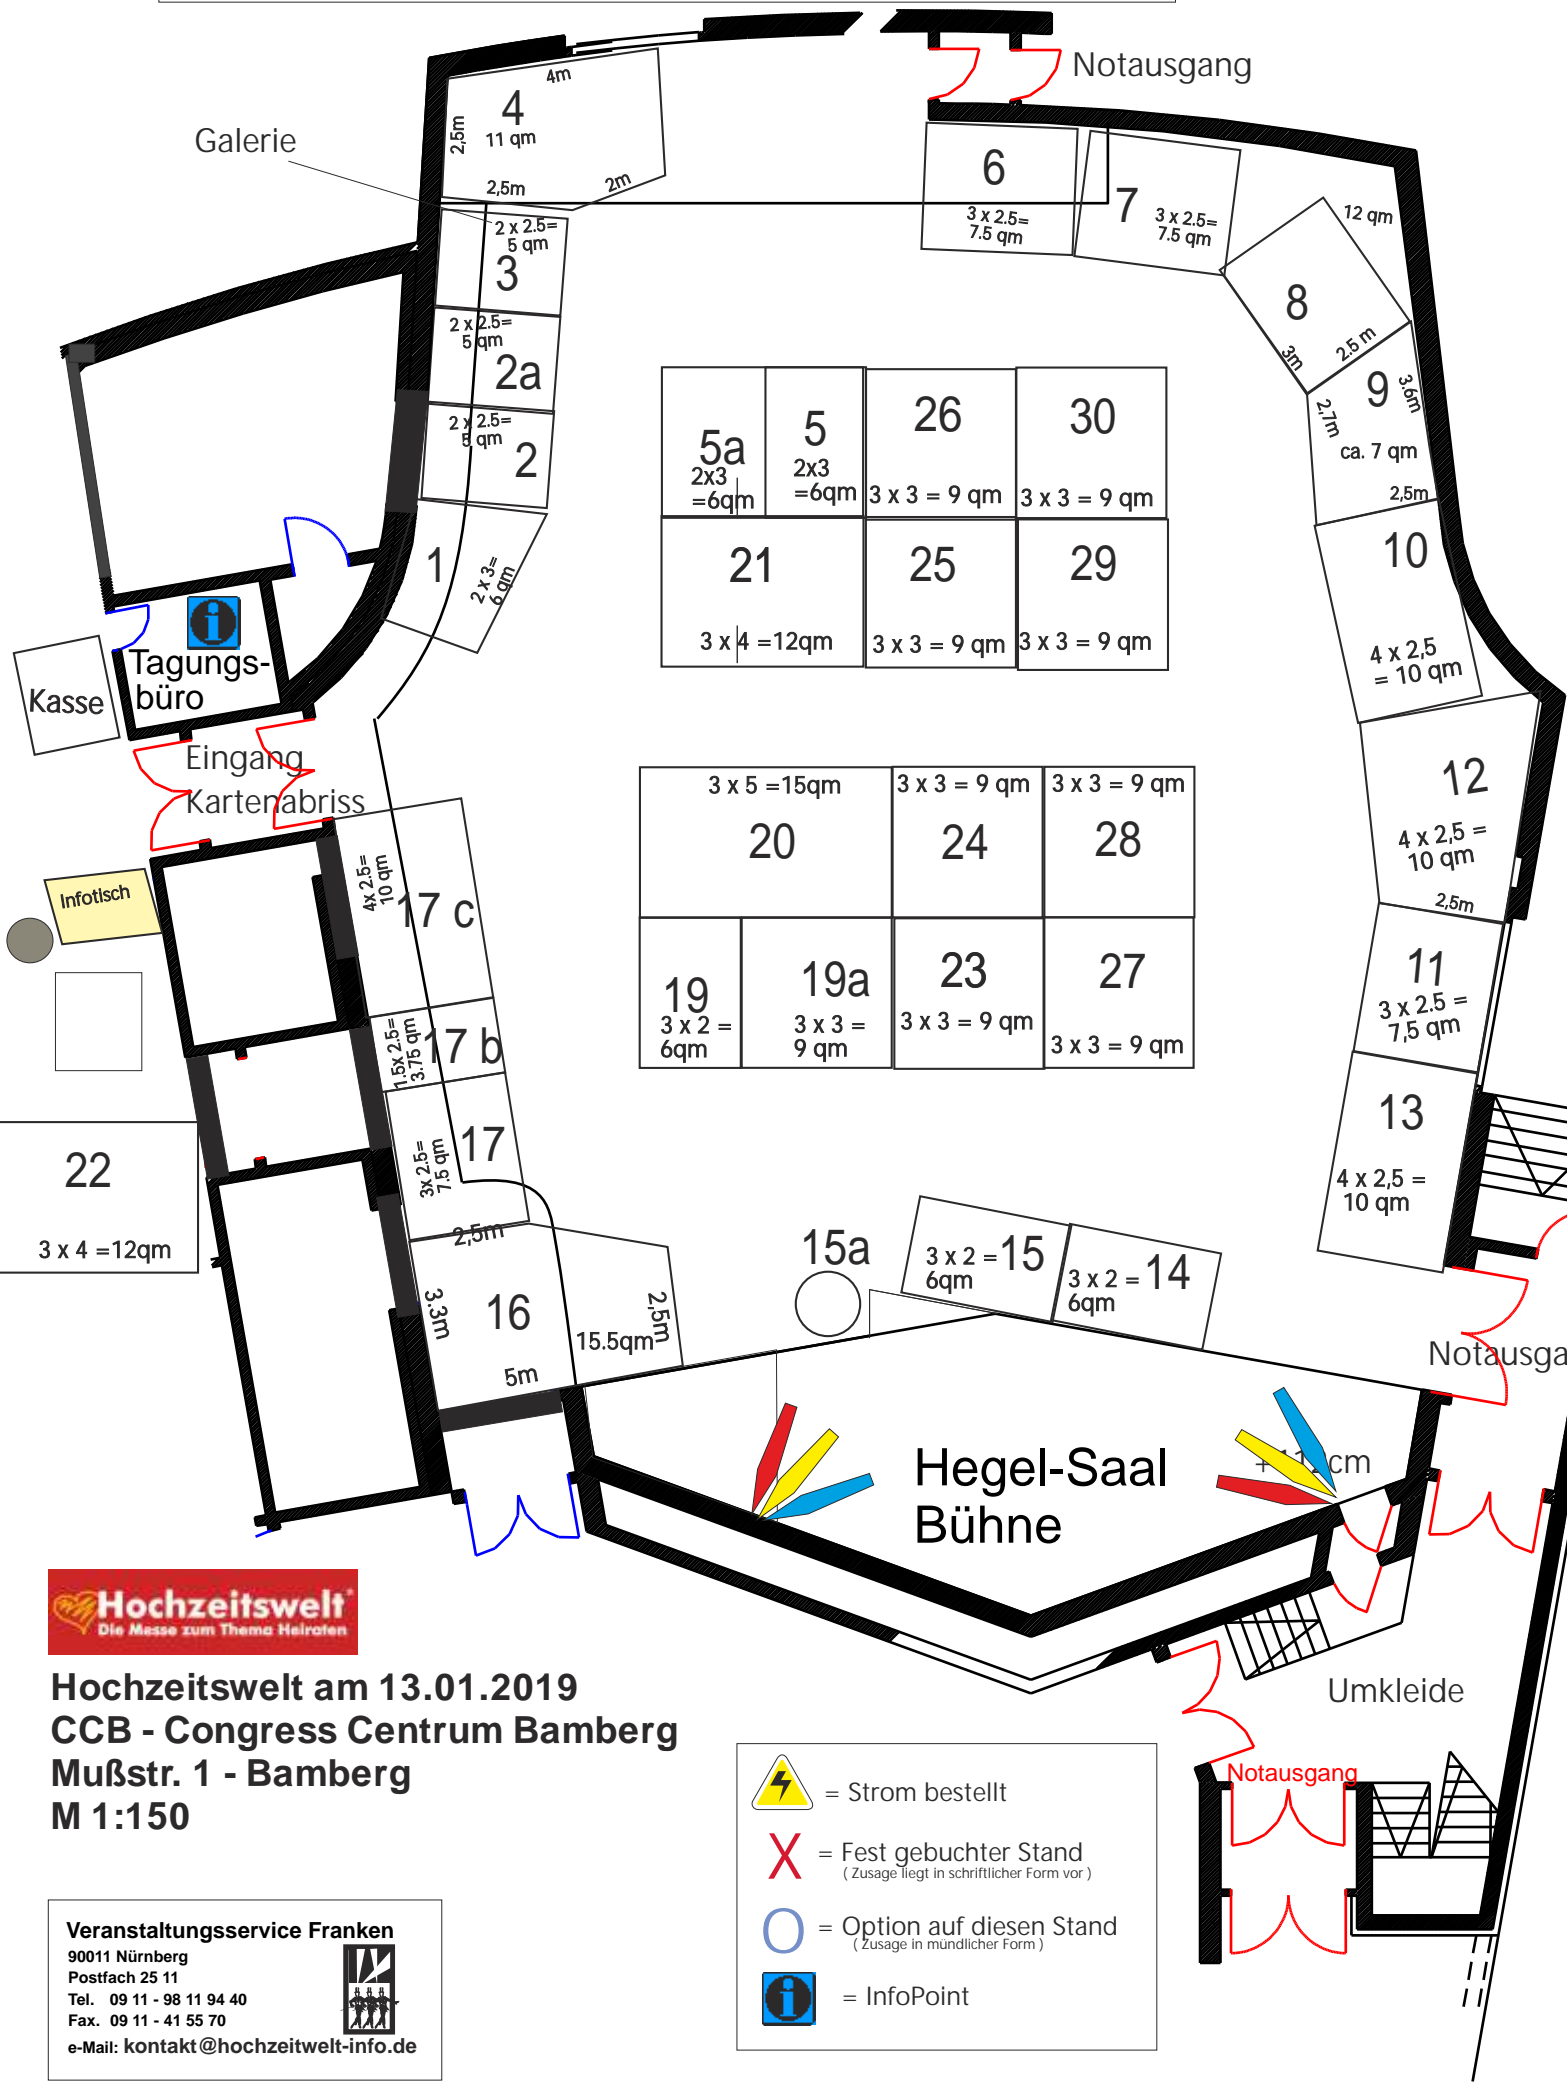 Notausgang
4m
4
11 qm
2,5m
2,5m
2m
Galerie
6
3 x 2.5=
7.5 qm
7
3 x 2.5=
7.5 qm
12 qm
8
3m
2.5 m
2 x 2.5=
5 qm
3
2 x 2.5=
5 qm
2a
2 x 2.5=
5 qm
2
1
2 x 3=
6 qm
9
3.6m
2,7m
ca. 7 qm
2,5m
5a
2x3
=6qm
5
2x3
=6qm
26
3 x 3 = 9 qm
30
3 x 3 = 9 qm
21
3 x 4 =12qm
25
3 x 3 = 9 qm
29
3 x 3 = 9 qm
10
4 x 2,5
= 10 qm
Tagungs-
büro
Kasse
Eingang
Kartenabriss
12
4 x 2,5 =
10 qm
2,5m
3 x 5 =15qm
20
3 x 3 = 9 qm
24
3 x 3 = 9 qm
28
Infotisch
4x 2.5=
10 qm
17 c
19
3 x 2 =
6qm
19a
3 x 3 =
9 qm
23
3 x 3 = 9 qm
27
3 x 3 = 9 qm
11
3 x 2.5 =
7,5 qm
1.5x 2.5=
3.75 qm
17 b
3x 2.5=
7.5 qm
17
13
4 x 2,5 =
10 qm
22
3 x 4 =12qm
2,5m
3.3m
16
5m
15.5qm
2,5m
15a
3 x 2 =
6qm
15
3 x 2 =
6qm
14
Notausga
Hegel-Saal
Bühne
cm
Hochzeitswelt
Die Messe zum Thema Heiraten
Hochzeitswelt am 13.01.2019
CCB - Congress Centrum Bamberg
Mußstr. 1 - Bamberg
M 1:150
Umkleide
Notausgang
= Strom bestellt
X = Fest gebuchter Stand
( Zusage liegt in schriftlicher Form vor )
O = Option auf diesen Stand
( Zusage in mündlicher Form )
= InfoPoint
Veranstaltungsservice Franken
90011 Nürnberg
Postfach 25 11
Tel. 09 11 - 98 11 94 40
Fax. 09 11 - 41 55 70
e-Mail: kontakt@hochzeitwelt-info.de